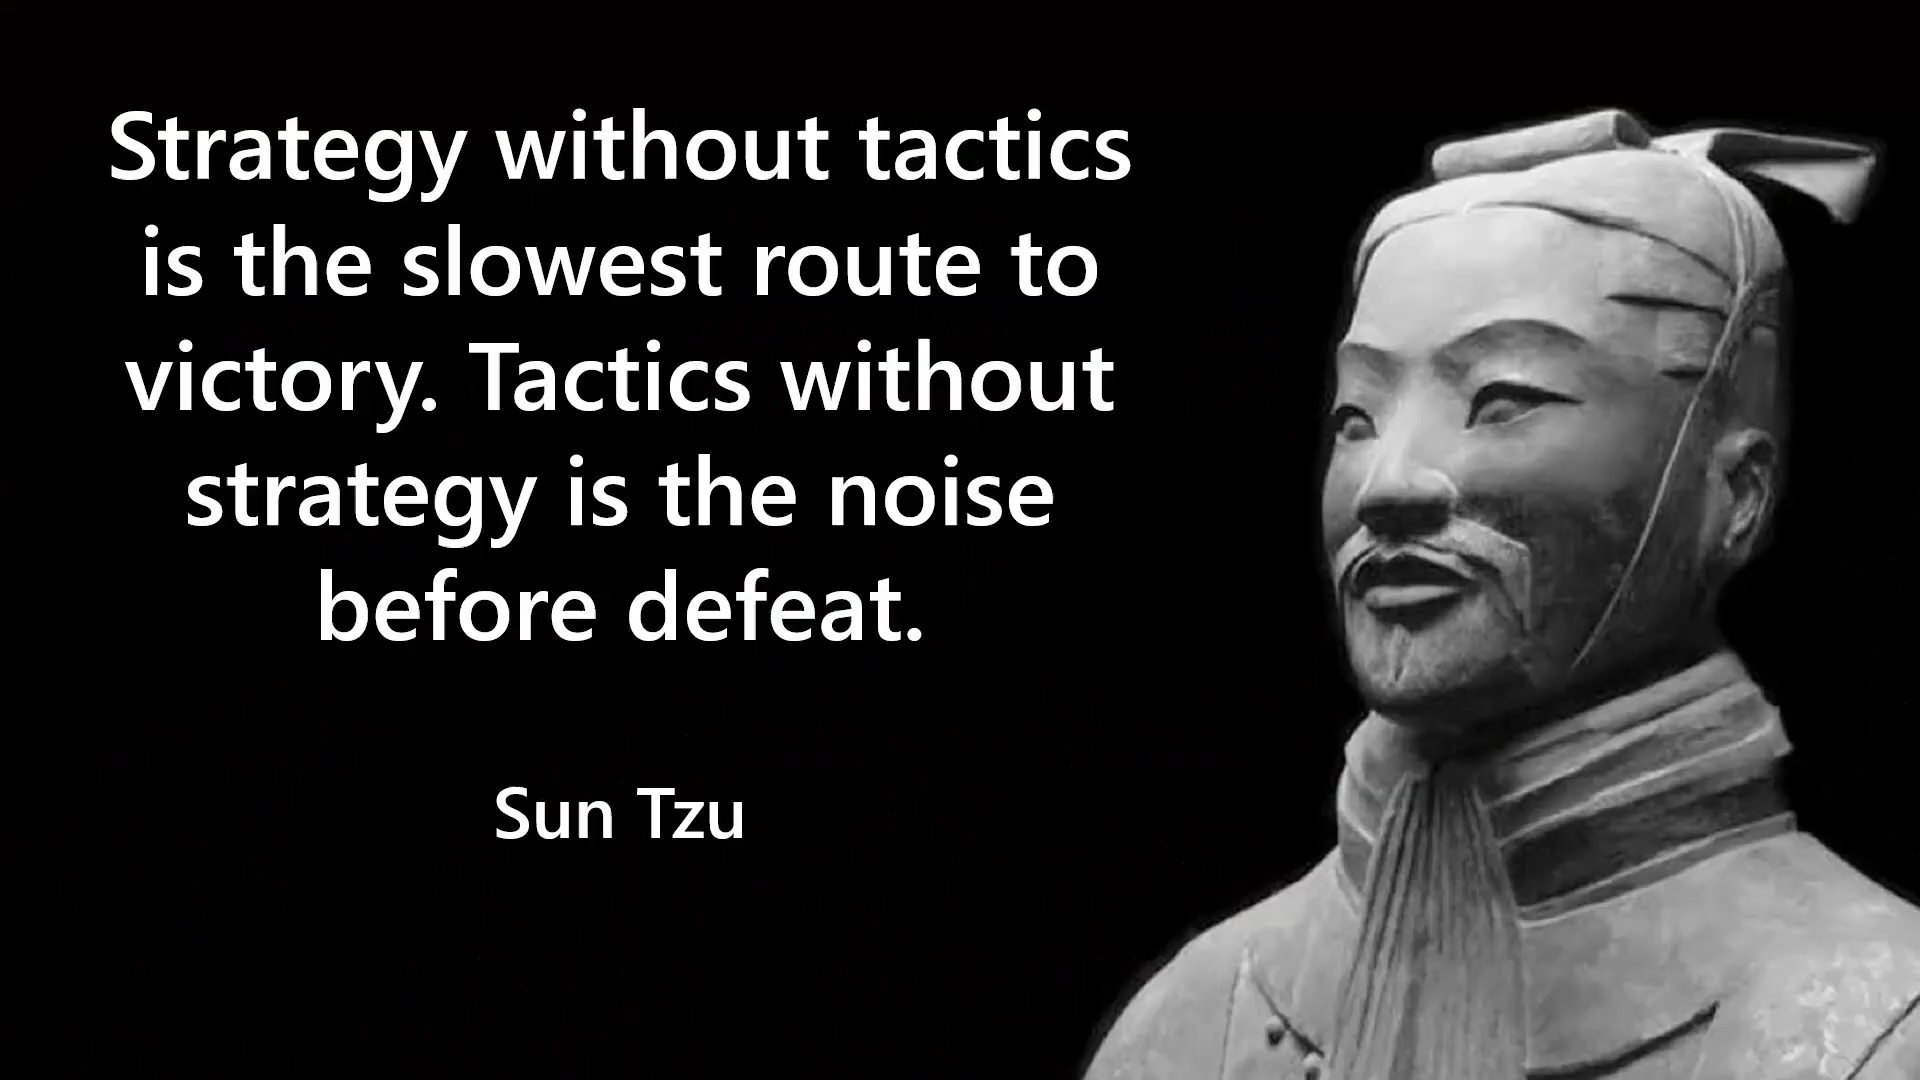 Strategy without tactics
is the slowest route to
victory. Tactics without
strategy is the noise
before defeat.
Sun Tzu